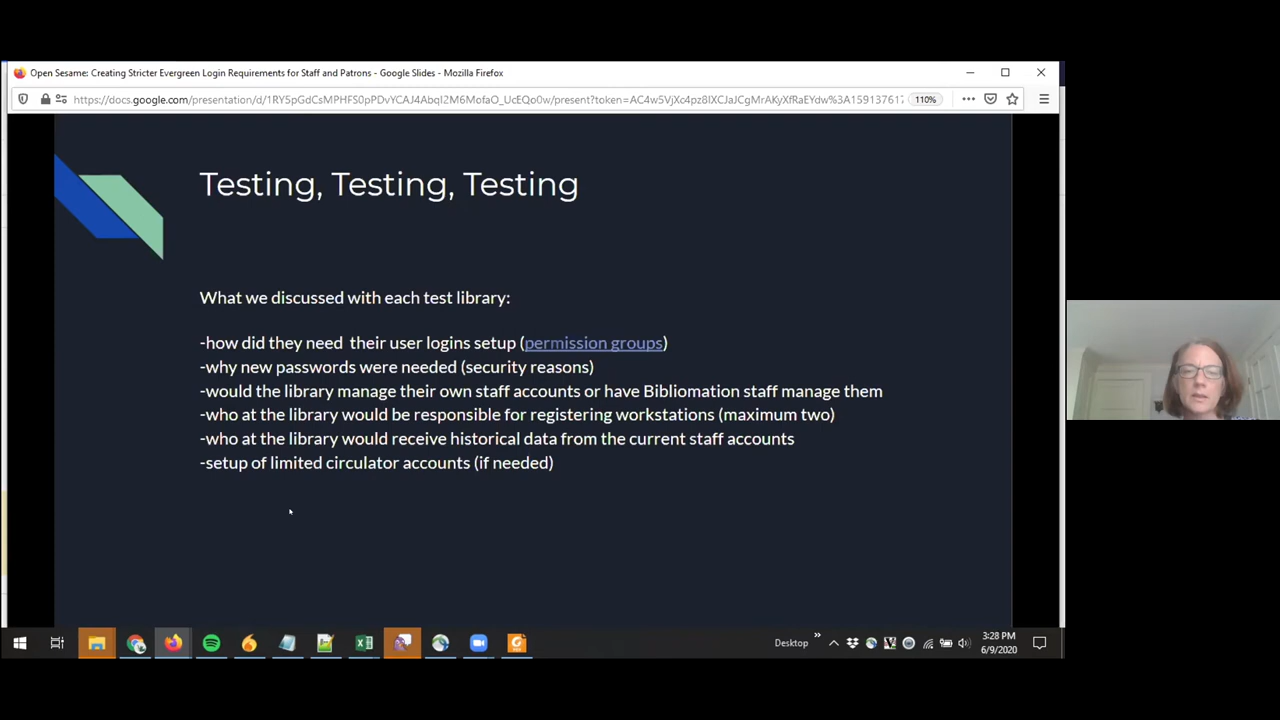 Open Sesame: Creating Stricter Evergreen Login Requirements for Staff and Patrons - Google Slides - Mozilla Firefox
110%
Testing, Testing, Testing
What we discussed with each test library:
-how did they need their user logins setup (permission groups)
-why new passwords were needed (security reasons)
-would the library manage their own staff accounts or have Bibliomation staff manage them
-who at the library would be responsible for registering workstations (maximum two)
-who at the library would receive historical data from the current staff accounts
-setup of limited circulator accounts (if needed)
Desktop
3:28 PM
6/9/2020